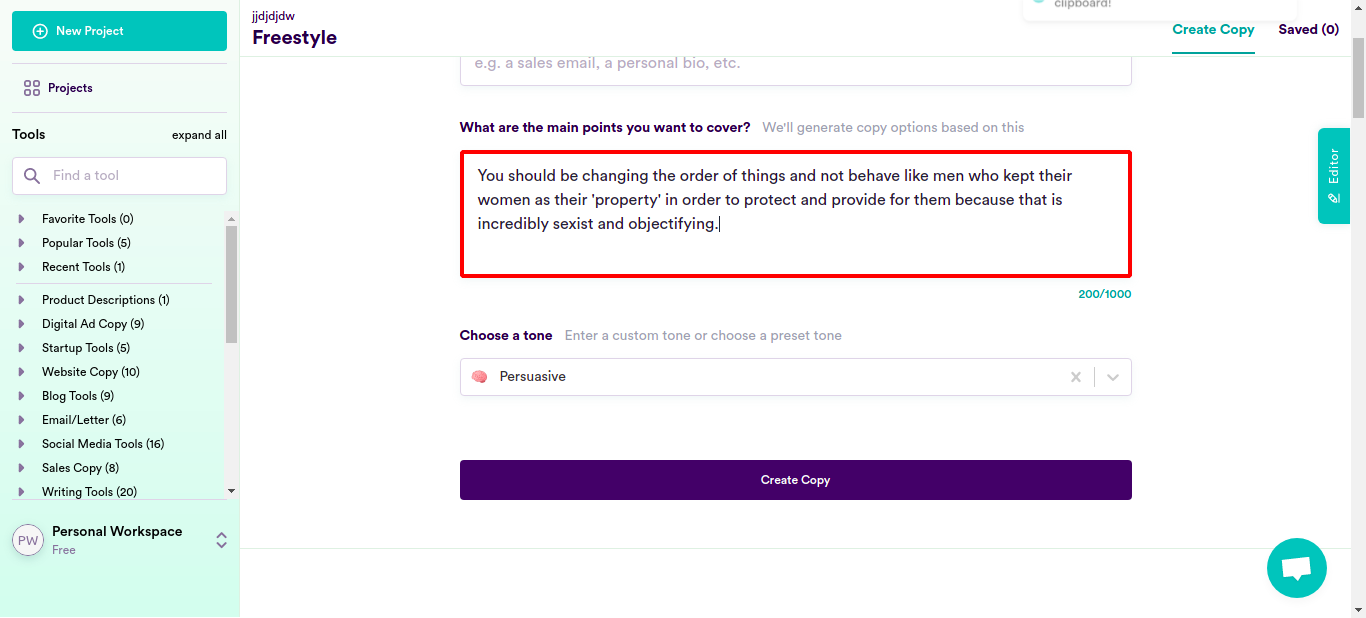 clipboard!
New Project
Projects
Tools
expand all
Find a tool
Favorite Tools (0)
Popular Tools (5)
Recent Tools (1)
Product Descriptions (1)
Digital Ad Copy (9)
Startup Tools (5)
Website Copy (10)
Blog Tools (9)
Email/Letter (6)
Social Media Tools (16)
Sales Copy (8)
Writing Tools (20)
PW
Personal Workspace
Free
jjdjdjdw
Freestyle
Create Copy
Saved (0)
e.g. a sales email, a personal bio, etc.
What are the main points you want to cover? We'll generate copy options based on this
You should be changing the order of things and not behave like men who kept their
women as their 'property' in order to protect and provide for them because that is
incredibly sexist and objectifying.
200/1000
Choose a tone Enter a custom tone or choose a preset tone
Persuasive
Create Copy
Editor